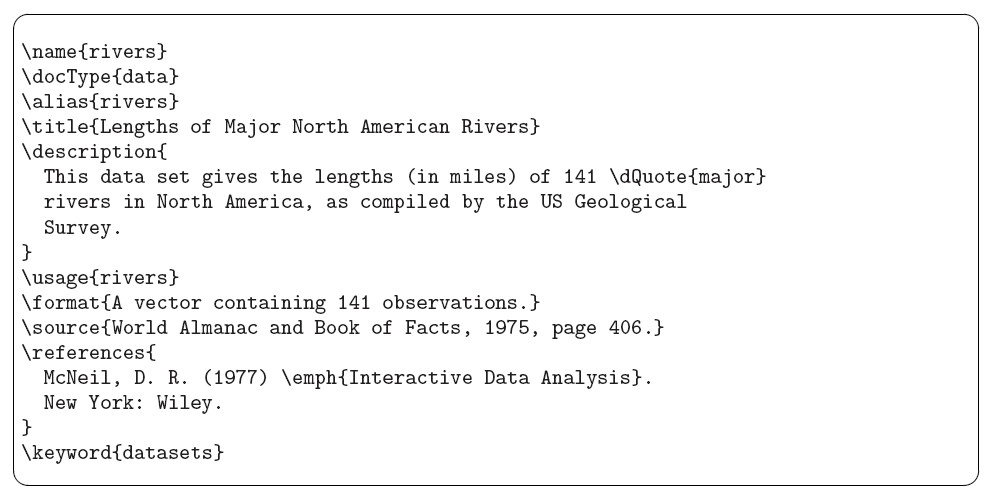 \name{rivers}
\docType{data}
\alias{rivers}
\title{Lengths of Major North American Rivers}
\description{
  This data set gives the lengths (in miles) of 141 \dQuote{major}
  rivers in North America, as compiled by the US Geological
  Survey.
}
\usage{rivers}
\format{A vector containing 141 observations.}
\source{World Almanac and Book of Facts, 1975, page 406.}
\references{
  McNeil, D. R. (1977) \emph{Interactive Data Analysis}.
  New York: Wiley.
}
\keyword{datasets}